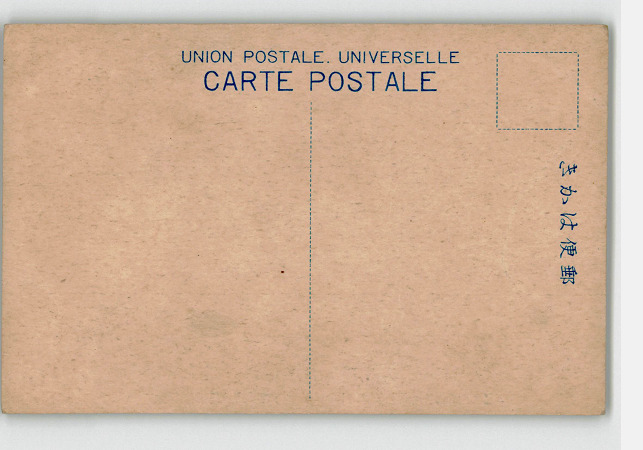 UNION POSTALE. UNIVERSELLE
CARTE POSTALE
きかは便郵